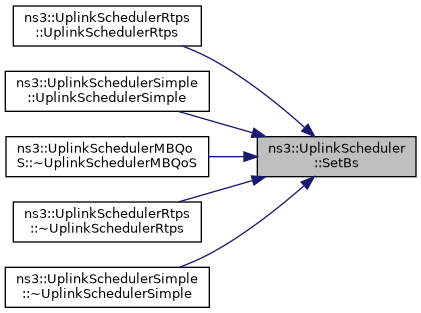 ns3::UplinkSchedulerRtps
::UplinkSchedulerRtps
ns3::UplinkSchedulerSimple
::UplinkSchedulerSimple
ns3::UplinkSchedulerMBQo
S::~UplinkSchedulerMBQoS
ns3::UplinkScheduler
::SetBs
ns3::UplinkSchedulerRtps
::~UplinkSchedulerRtps
ns3::UplinkSchedulerSimple
::~UplinkSchedulerSimple